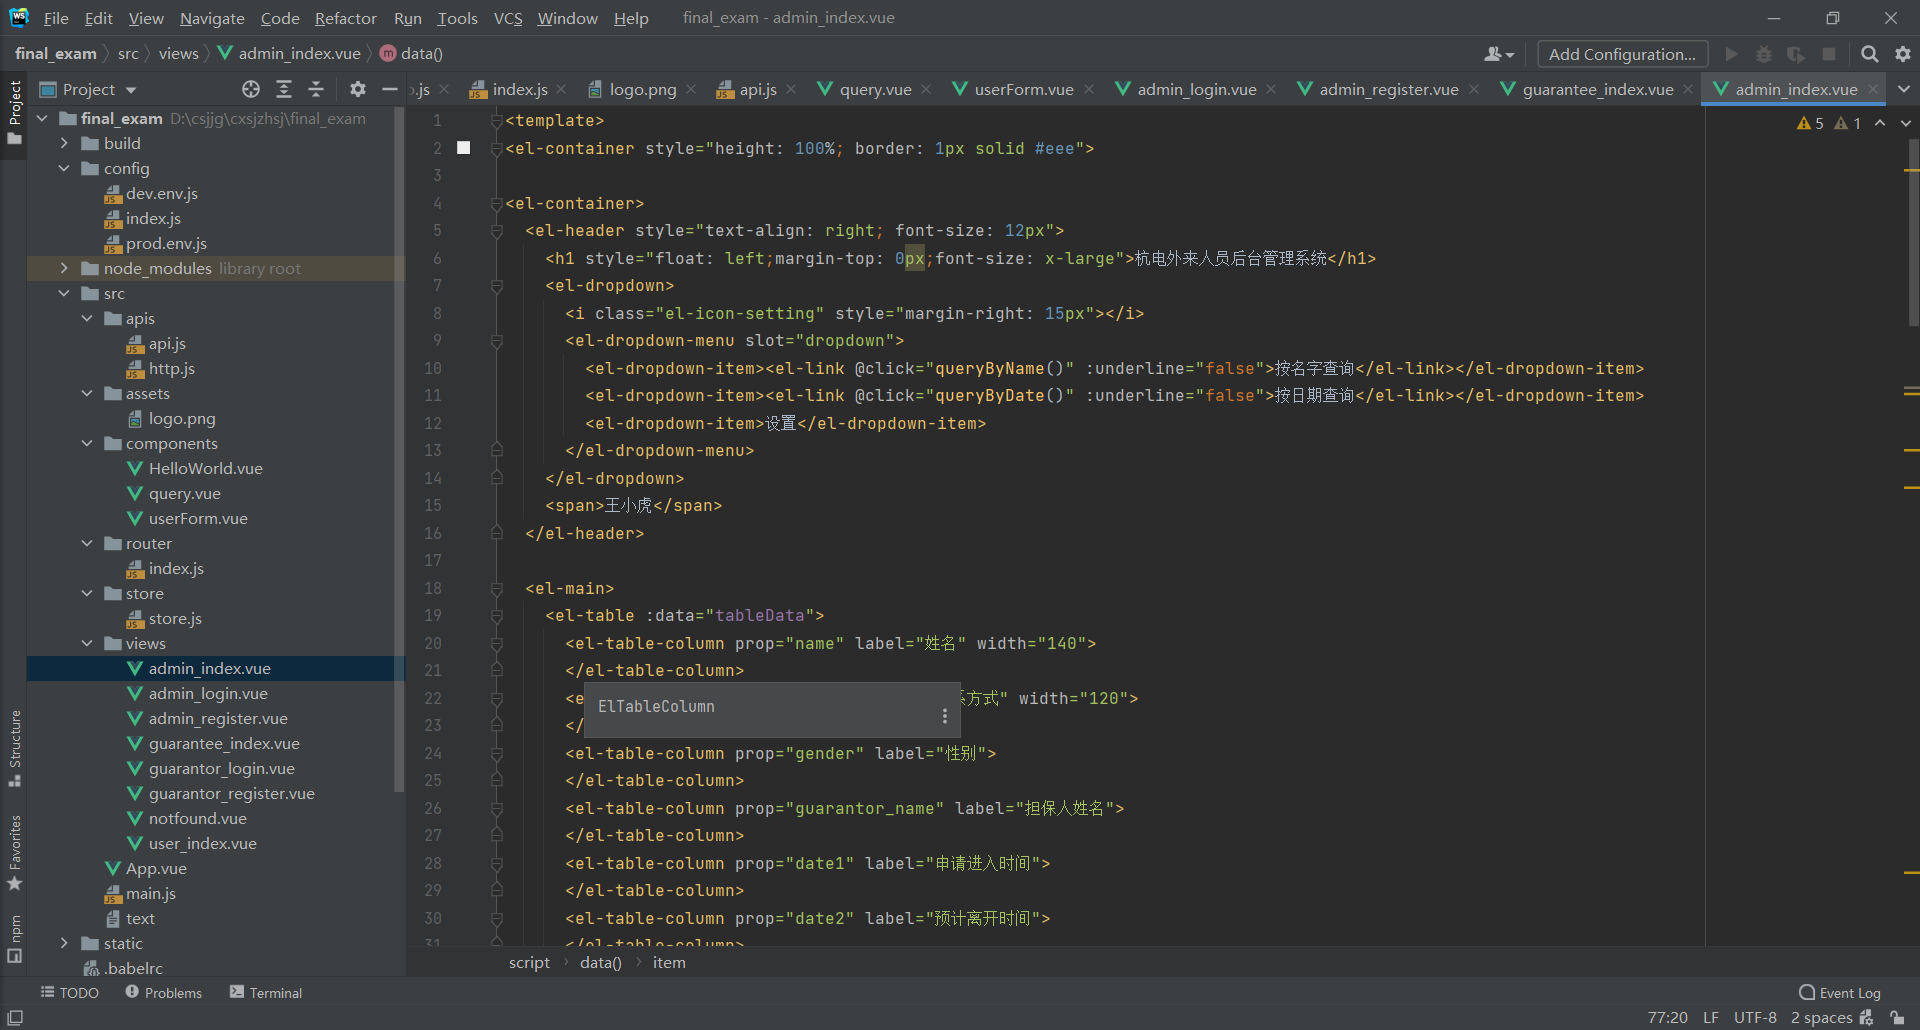 File Edit View Navigate Code Refactor Run Tools VCS Window Help final_exam - admin_index.vue
final_exam src views admin_index.vue data()
Add Configuration...
Project
.js index.js logo.png api.js query.vue userForm.vue admin_login.vue admin_register.vue guarantee_index.vue admin_index.vue
Project
final_exam D:\csjjg\cxsjzhsj\final_exam
build
config
dev.env.js
index.js
prod.env.js
node_modules library root
src
apis
api.js
http.js
assets
logo.png
components
HelloWorld.vue
query.vue
userForm.vue
router
index.js
store
store.js
views
admin_index.vue
admin_login.vue
admin_register.vue
guarantee_index.vue
guarantor_login.vue
guarantor_register.vue
notfound.vue
user_index.vue
App.vue
main.js
text
static
.babelrc
Structure
Favorites
npm
5 1
1 <template>
2 <el-container style="height: 100%; border: 1px solid #eee">
3
4 <el-container>
5 <el-header style="text-align: right; font-size: 12px">
6 <h1 style="float: left;margin-top: 0px;font-size: x-large">杭电外来人员后台管理系统</h1>
7 <el-dropdown>
8 <i class="el-icon-setting" style="margin-right: 15px"></i>
9 <el-dropdown-menu slot="dropdown">
10 <el-dropdown-item><el-link @click="queryByName()" :underline="false">按名字查询</el-link></el-dropdown-item>
11 <el-dropdown-item><el-link @click="queryByDate()" :underline="false">按日期查询</el-link></el-dropdown-item>
12 <el-dropdown-item>设置</el-dropdown-item>
13 </el-dropdown-menu>
14 </el-dropdown>
15 <span>王小虎</span>
16 </el-header>
17
18 <el-main>
19 <el-table :data="tableData">
20 <el-table-column prop="name" label="姓名" width="140">
21 </el-table-column>
22 <e 方式" width="120">
ElTableColumn
23 </
24 <el-table-column prop="gender" label="性别">
25 </el-table-column>
26 <el-table-column prop="guarantor_name" label="担保人姓名">
27 </el-table-column>
28 <el-table-column prop="date1" label="申请进入时间">
29 </el-table-column>
30 <el-table-column prop="date2" label="预计离开时间">
31 </el-table-column>
script data() item
TODO Problems Terminal Event Log
77:20 LF UTF-8 2 spaces